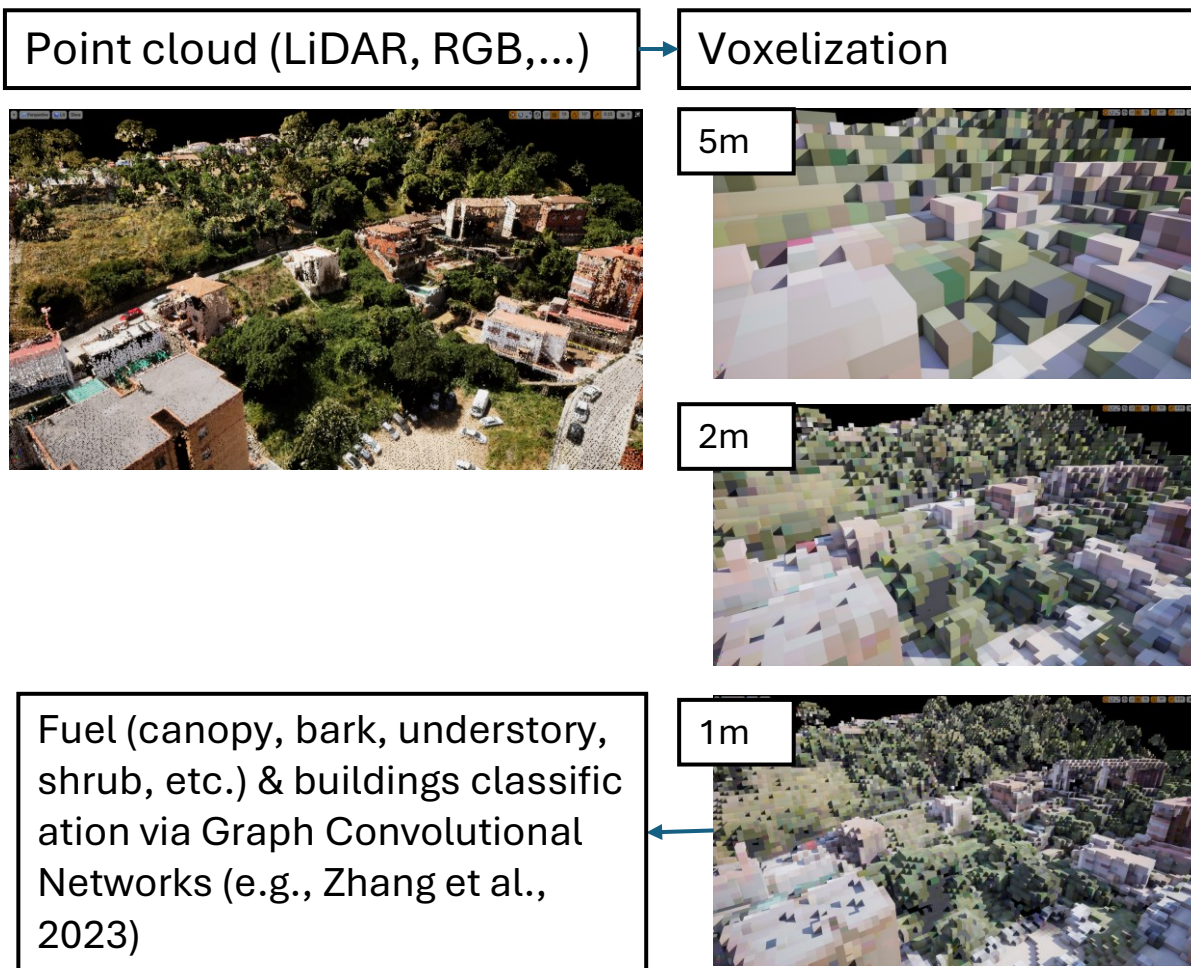 Point cloud (LiDAR, RGB,...)
Voxelization
5m
2m
1m
Fuel (canopy, bark, understory,
shrub, etc.) & buildings classific
ation via Graph Convolutional
Networks (e.g., Zhang et al.,
2023)